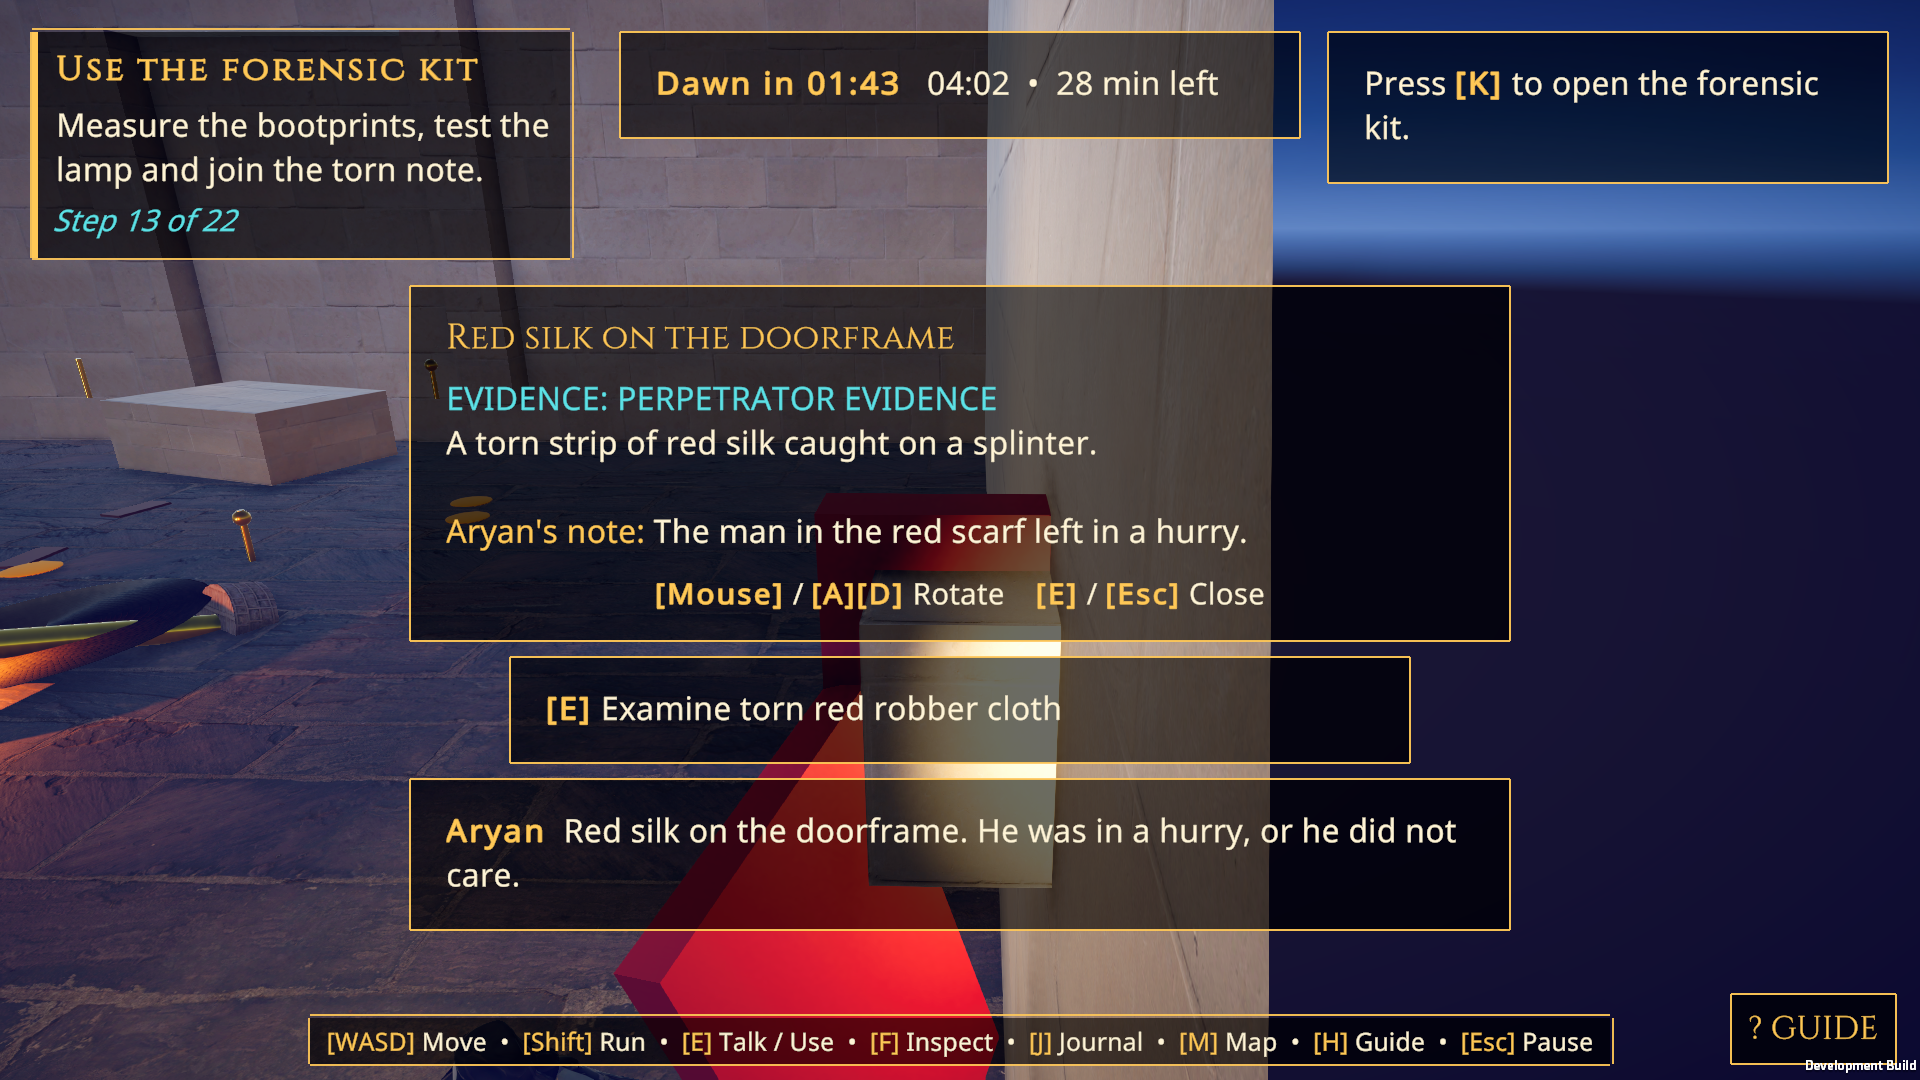 USE THE FORENSIC KIT
Measure the bootprints, test the
lamp and join the torn note.
Step 13 of 22
Dawn in 01:43 04:02 • 28 min left
Press [K] to open the forensic
kit.
RED SILK ON THE DOORFRAME
EVIDENCE: PERPETRATOR EVIDENCE
A torn strip of red silk caught on a splinter.
Aryan's note: The man in the red scarf left in a hurry.
[Mouse] / [A][D] Rotate [E] / [Esc] Close
[E] Examine torn red robber cloth
Aryan Red silk on the doorframe. He was in a hurry, or he did not
care.
[WASD] Move • [Shift] Run • [E] Talk / Use • [F] Inspect • [J] Journal • [M] Map • [H] Guide • [Esc] Pause
? GUIDE
Development Build